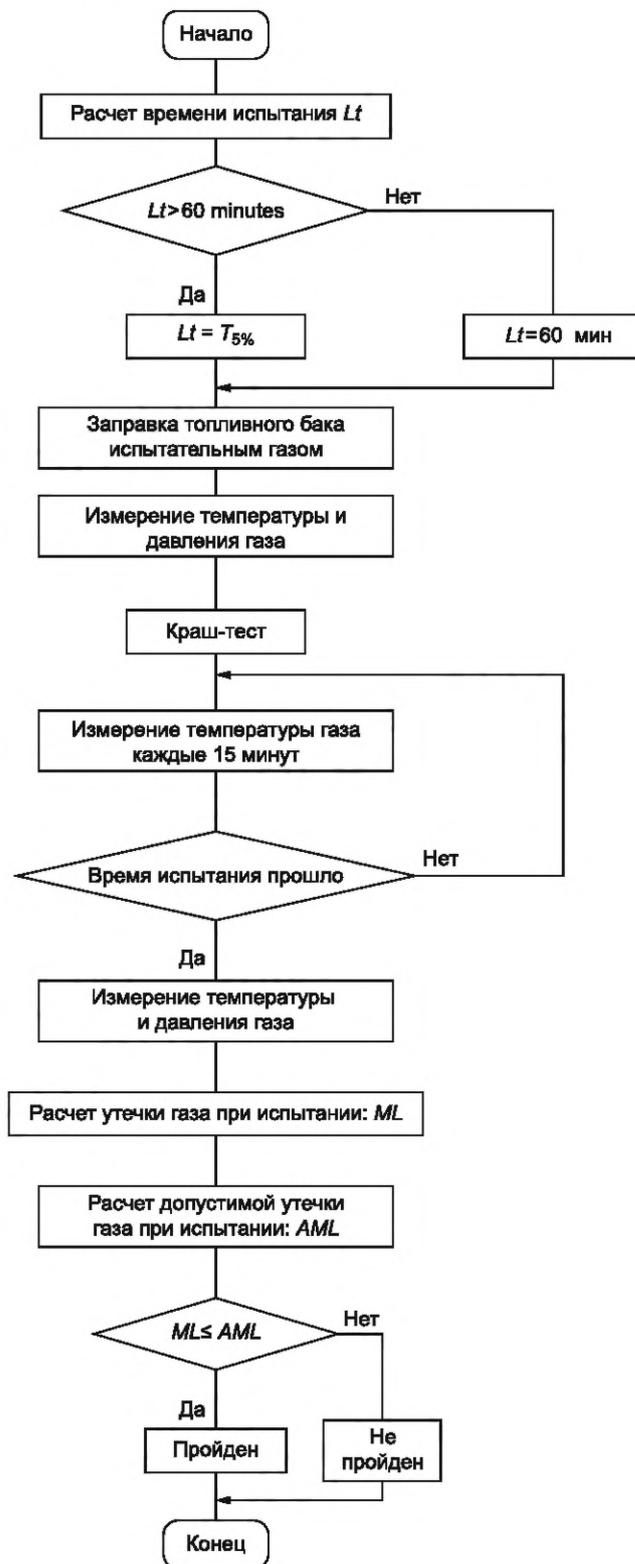 Начало
Расчет времени испытания Lt
Lt>60 minutes
Нет
Да
Lt = T5%
Lt=60 мин
Заправка топливного бака
испытательным газом
Измерение температуры и
давления газа
Краш-тест
Измерение температуры газа
каждые 15 минут
Время испытания прошло
Нет
Да
Измерение температуры
и давления газа
Расчет утечки газа при испытании: ML
Расчет допустимой утечки
газа при испытании: AML
ML≤ AML
Нет
Да
Пройден
Не
пройден
Конец